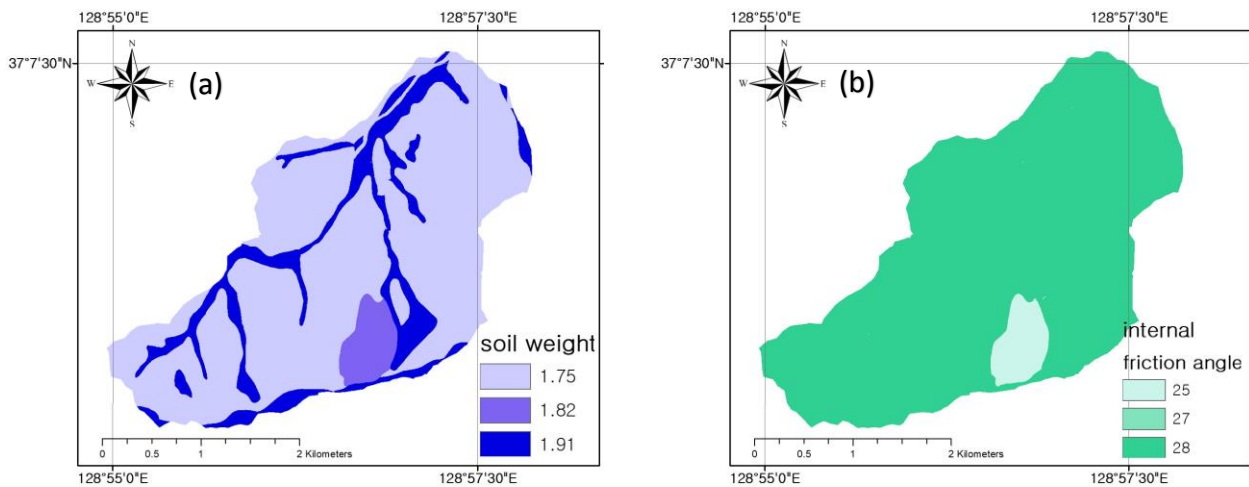 128°55'0"E 128°57'30"E
37°7'30"N
N
W E
S
(a)
soil weight
1.75
1.82
1.91
0 0.5 1 2 Kilometers
128°55'0"E 128°57'30"E
128°55'0"E 128°57'30"E
37°7'30"N
N
W E
S
(b)
internal
friction angle
25
27
28
0 0.5 1 2 Kilometers
128°55'0"E 128°57'30"E